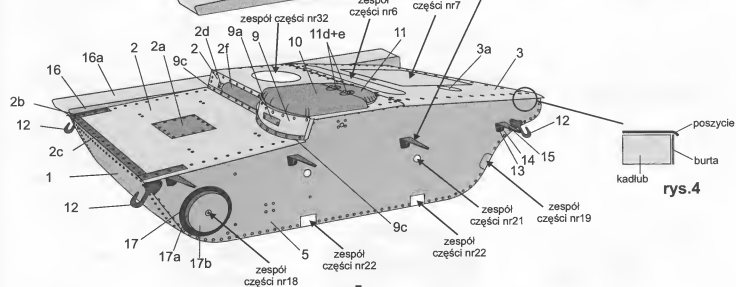 zespół
części nr6
części nr7
zespół części nr32
2d
9a
9
11d+e
11
2
2a
9c
2
2f
10
3a
3
16a
16
2b
12
2c
1
12
17
17a
17b
5
9c
12
14
15
13
poszycie
burta
kadłub
rys.4
zespół
części nr18
zespół
części nr22
zespół
części nr22
zespół
części nr21
zespół
części nr19